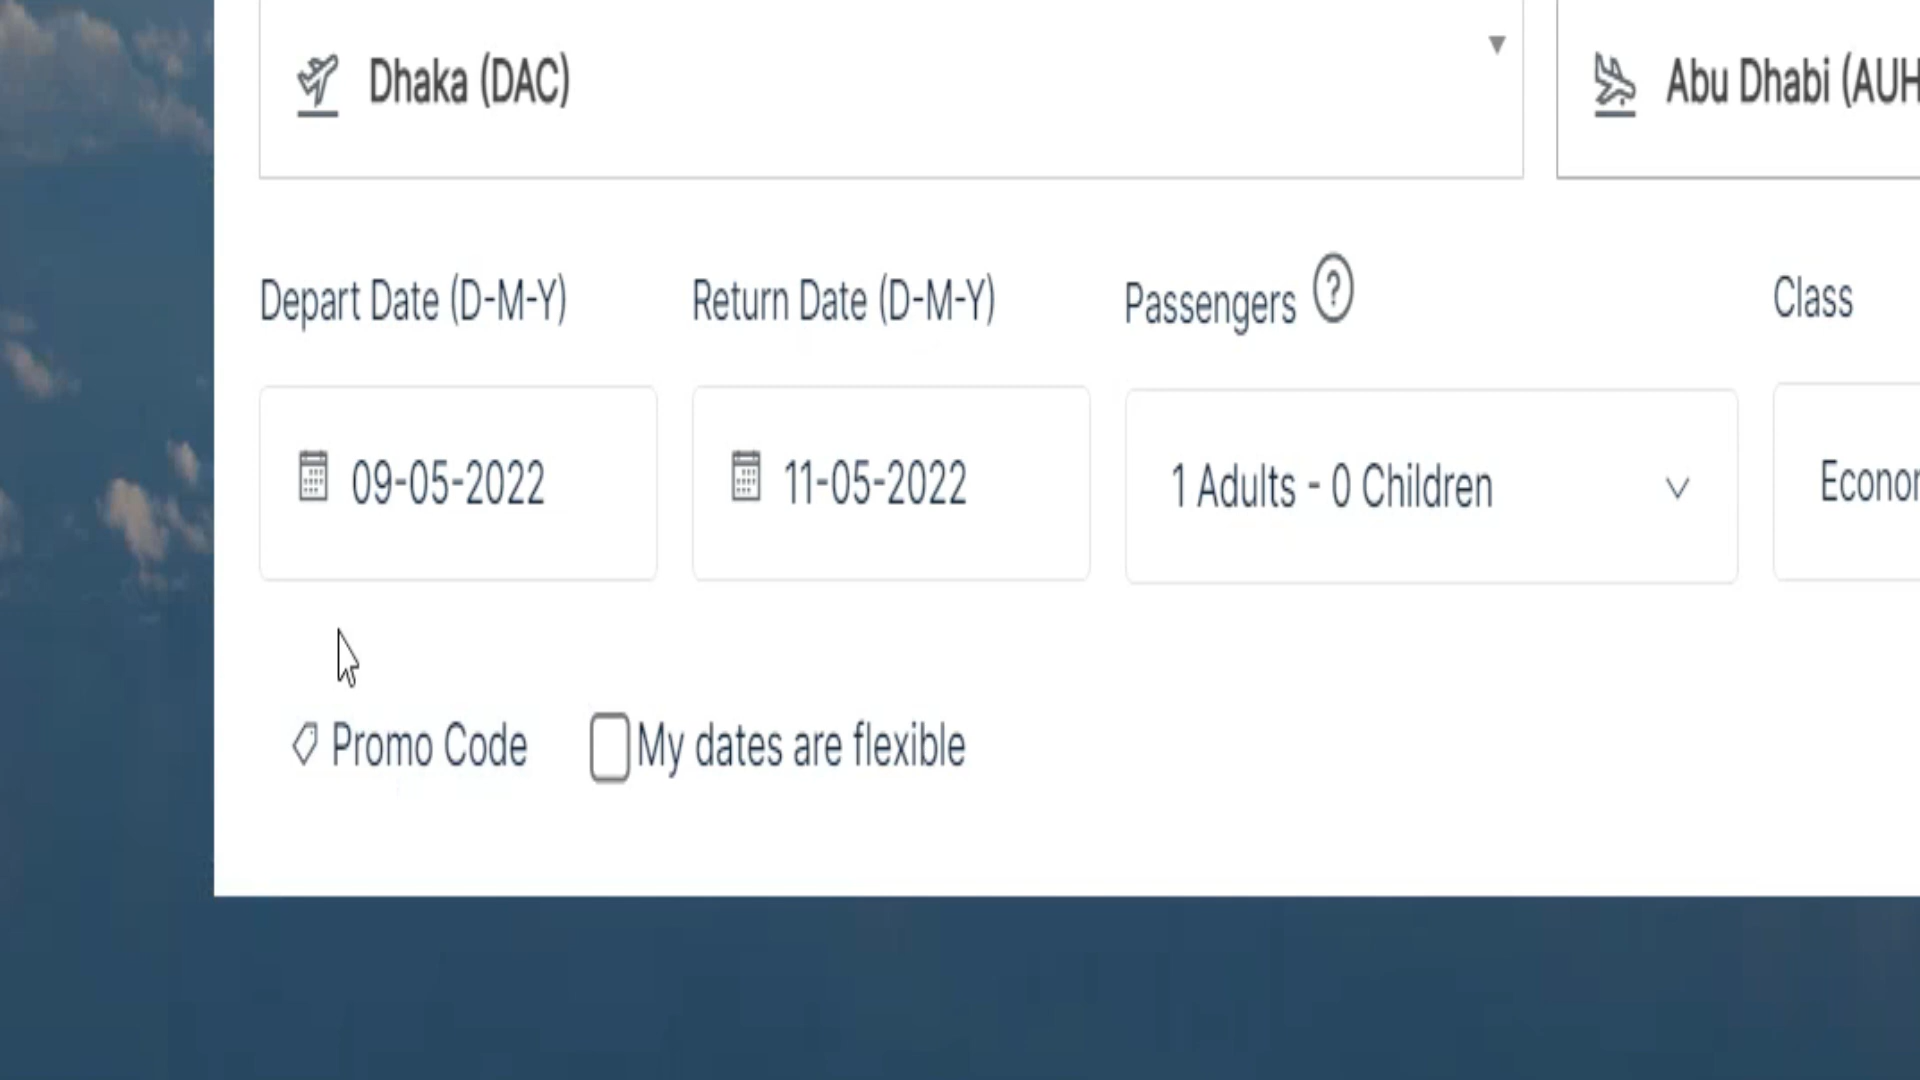 Dhaka (DAC)
Abu Dhabi (AUH
Depart Date (D-M-Y)
Return Date (D-M-Y)
Passengers ?
Class
09-05-2022
11-05-2022
1 Adults - 0 Children
Econo
Promo Code
My dates are flexible